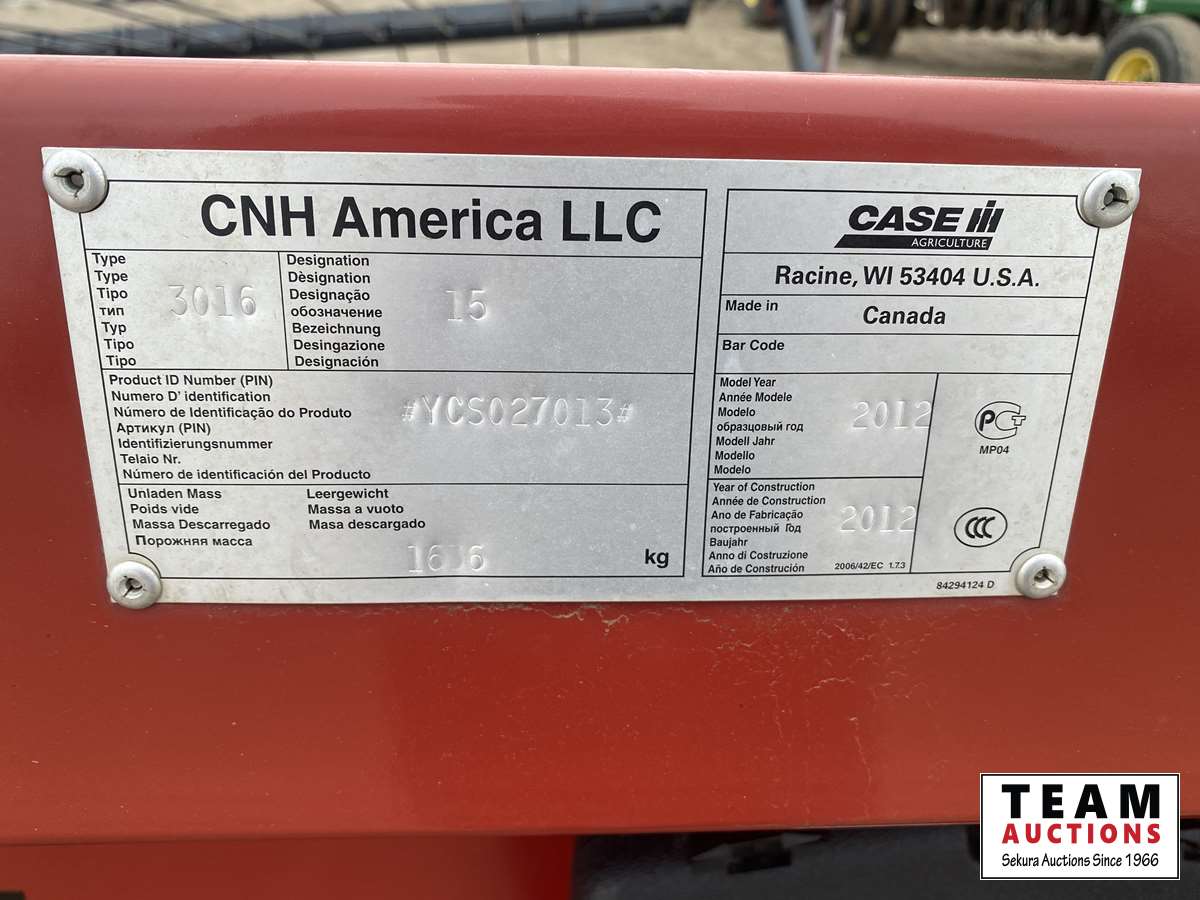 CNH America LLC
Type
Type
Tipo
тип
Typ
Tipo
Tipo
3016
Designation
Dèsignation
Designação
обозначение
Bezeichnung
Desingazione
Designación
15
Product ID Number (PIN)
Numero D' identification
Número de Identificação do Produto
Артикул (PIN)
Identifizierungsnummer
Telaio Nr.
Número de identificación del Producto
#YCS027013#
Unladen Mass
Poids vide
Massa Descarregado
Порожняя масса
Leergewicht
Massa a vuoto
Masa descargado
kg
CASE IH
AGRICULTURE
Racine, WI 53404 U.S.A.
Made in
Canada
Bar Code
Model Year
Année Modele
Modelo
образцовый год
Modell Jahr
Modello
Modelo
2012
Year of Construction
Année de Construction
Ano de Fabricação
построенный Год
Baujahr
Anno di Costruzione
Año de Construción
2012
2006/42/EC 1.7.3
PCT
MP04
CCC
84294124 D
TEAM
AUCTIONS
Sekura Auctions Since 1966